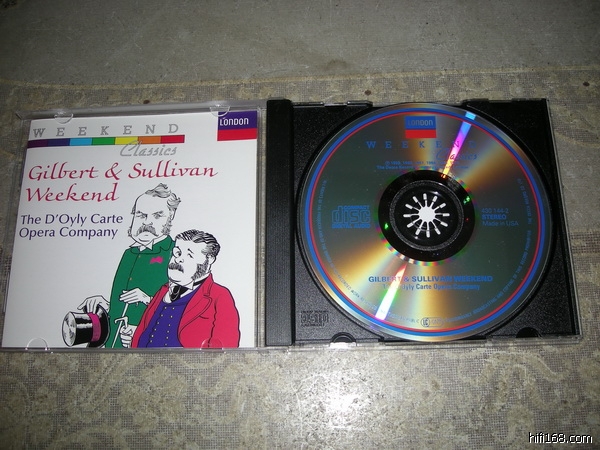 WEEKEND
LONDON
Classics
Gilbert & Sullivan
Weekend
The D'Oyly Carte
Opera Company
LONDON
WEEKEND
STEREO
Made in USA
GILBERT & SULLIVAN WEEKEND
Oyly Carte Opera Company
hifi168.com